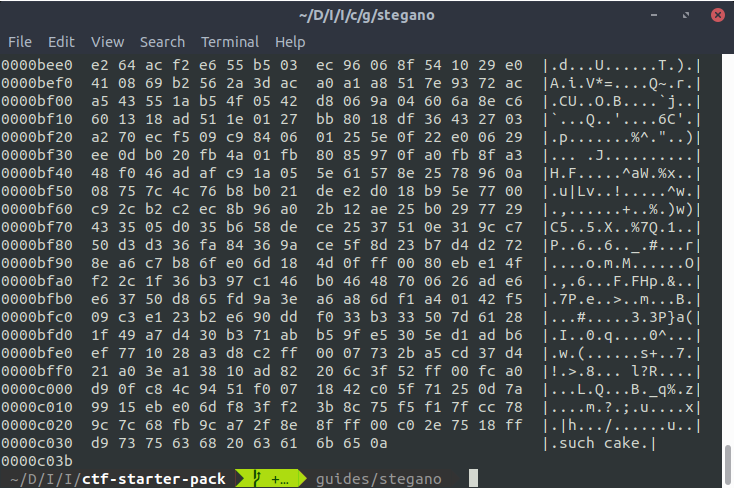 ~/D/I/I/c/g/stegano
File Edit View Search Terminal Help
0000bee0  e2 64 ac f2 e6 55 b5 03  ec 96 06 8f 54 10 29 e0  |.d...U......T.).|
0000bef0  41 08 69 b2 56 2a 3d ac  a0 a1 a8 51 7e 93 72 ac  |A.i.V*=....Q~.r.|
0000bf00  a5 43 55 1a b5 4f 05 42  d8 06 9a 04 60 6a 8e c6  |.CU..O.B....`j..|
0000bf10  60 13 18 ad 51 1e 01 27  bb 80 18 df 36 43 27 03  |`...Q..'....6C'.|
0000bf20  a2 70 ec f5 09 c9 84 06  01 25 5e 0f 22 e0 06 29  |.p.......%^."..)|
0000bf30  ee 0d b0 20 fb 4a 01 fb  80 85 97 0f a0 fb 8f a3  |... .J..........|
0000bf40  48 f0 46 ad af c9 1a 05  5e 61 57 8e 25 78 96 0a  |H.F.....^aW.%x..|
0000bf50  08 75 7c 4c 76 b8 b0 21  de e2 d0 18 b9 5e 77 00  |.u|Lv..!.....^w.|
0000bf60  c9 2c b2 c2 ec 8b 96 a0  2b 12 ae 25 b0 29 77 29  |.,......+..%.)w)|
0000bf70  43 35 05 d0 35 b6 58 de  ce 25 37 51 0e 31 9c c7  |C5..5.X..%7Q.1..|
0000bf80  50 d3 d3 36 fa 84 36 9a  ce 5f 8d 23 b7 d4 d2 72  |P..6..6.._.#...r|
0000bf90  8e a6 c7 b8 6f e0 6d 18  4d 0f ff 00 80 eb e1 4f  |....o.m.M......O|
0000bfa0  f2 2c 1f 36 b3 97 c1 46  b0 46 48 70 06 26 ad e6  |.,.6...F.FHp.&..|
0000bfb0  e6 37 50 d8 65 fd 9a 3e  a6 a8 6d f1 a4 01 42 f5  |.7P.e..>..m...B.|
0000bfc0  09 c3 e1 23 b2 e6 90 dd  f0 33 b3 33 50 7d 61 28  |...#.....3.3P}a(|
0000bfd0  1f 49 a7 d4 30 b3 71 ab  b5 9f e5 30 5e d1 ad b6  |.I..0.q....0^...|
0000bfe0  ef 77 10 28 a3 d8 c2 ff  00 07 73 2b a5 cd 37 d4  |.w.(......s+..7.|
0000bff0  21 a0 3e a1 38 10 ad 82  20 6c 3f 52 ff 00 fc a0  |!.>.8... l?R....|
0000c000  d9 0f c8 4c 94 51 f0 07  18 42 c0 5f 71 25 0d 7a  |...L.Q...B._q%.z|
0000c010  99 15 eb e0 6d f8 3f f2  3b 8c 75 f5 f1 7f cc 78  |....m.?.;.u....x|
0000c020  9c 7c 68 fb 9c a7 2f 8e  8f ff 00 c0 2e 75 18 ff  |.|h.../......u..|
0000c030  d9 73 75 63 68 20 63 61  6b 65 0a                 |.such cake.|
0000c03b
~/D/I/I/ctf-starter-pack +… guides/stegano